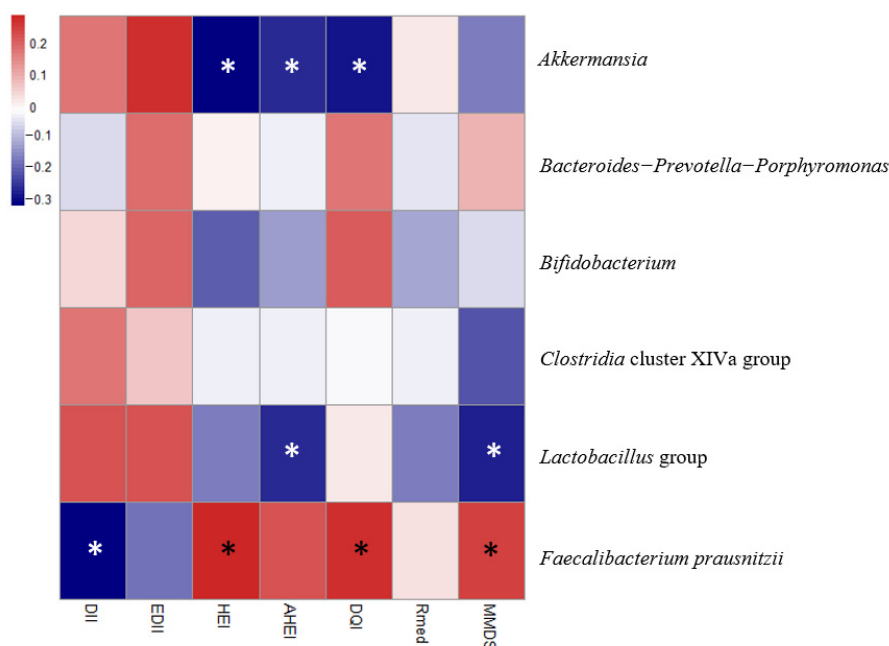 0.2
0.1
0
−0.1
−0.2
−0.3
* * *
* *
* * * *
Akkermansia
Bacteroides−Prevotella−Porphyromonas
Bifidobacterium
Clostridia cluster XIVa group
Lactobacillus group
Faecalibacterium prausnitzii
DII
EDII
HEI
AHEI
DQI
Rmed
MMDS